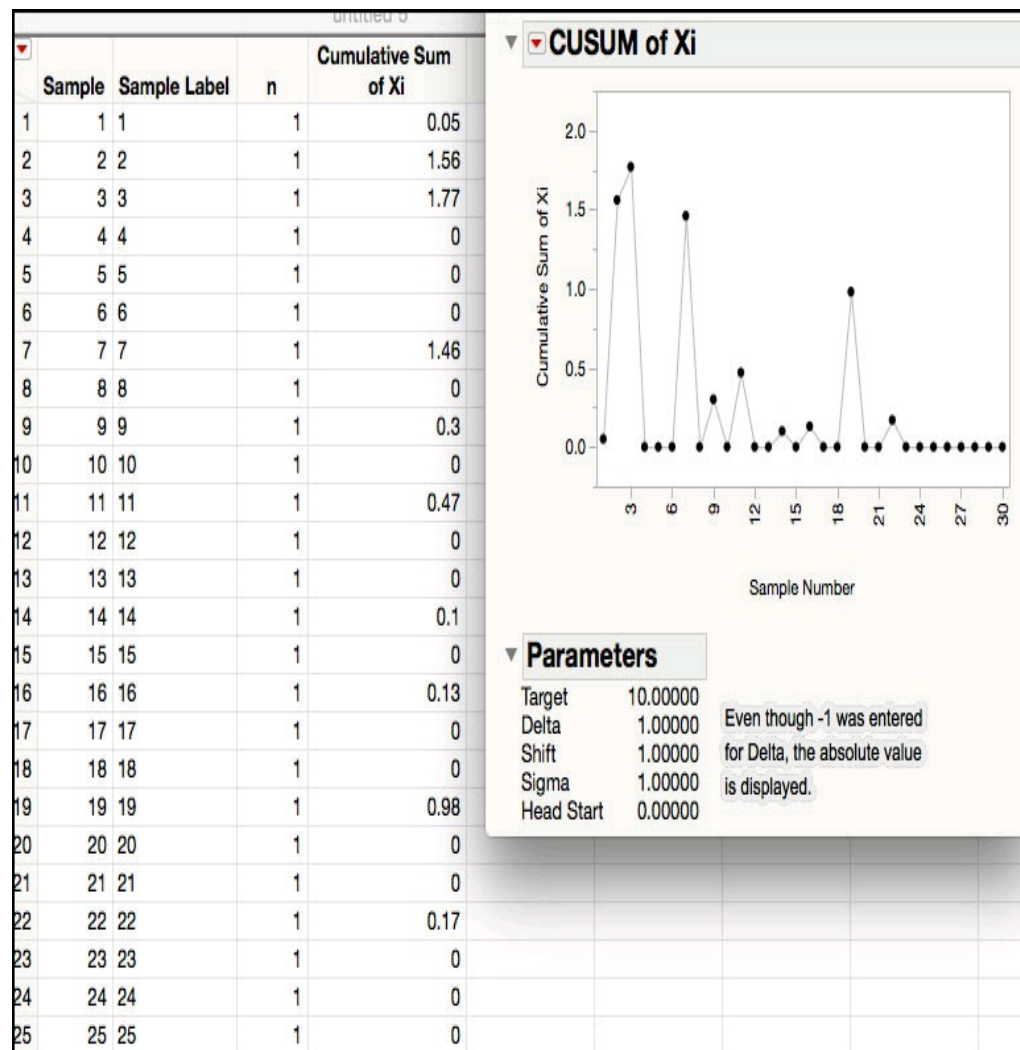 untitled 5
Sample Sample Label n Cumulative Sum of Xi
1 1 1 1 0.05
2 2 2 1 1.56
3 3 3 1 1.77
4 4 4 1 0
5 5 5 1 0
6 6 6 1 0
7 7 7 1 1.46
8 8 8 1 0
9 9 9 1 0.3
10 10 10 1 0
11 11 11 1 0.47
12 12 12 1 0
13 13 13 1 0
14 14 14 1 0.1
15 15 15 1 0
16 16 16 1 0.13
17 17 17 1 0
18 18 18 1 0
19 19 19 1 0.98
20 20 20 1 0
21 21 21 1 0
22 22 22 1 0.17
23 23 23 1 0
24 24 24 1 0
25 25 25 1 0
CUSUM of Xi
Cumulative Sum of Xi
2.0
1.5
1.0
0.5
0.0
3 6 9 12 15 18 21 24 27 30
Sample Number
Parameters
Target 10.00000
Delta 1.00000
Shift 1.00000
Sigma 1.00000
Head Start 0.00000
Even though -1 was entered
for Delta, the absolute value
is displayed.